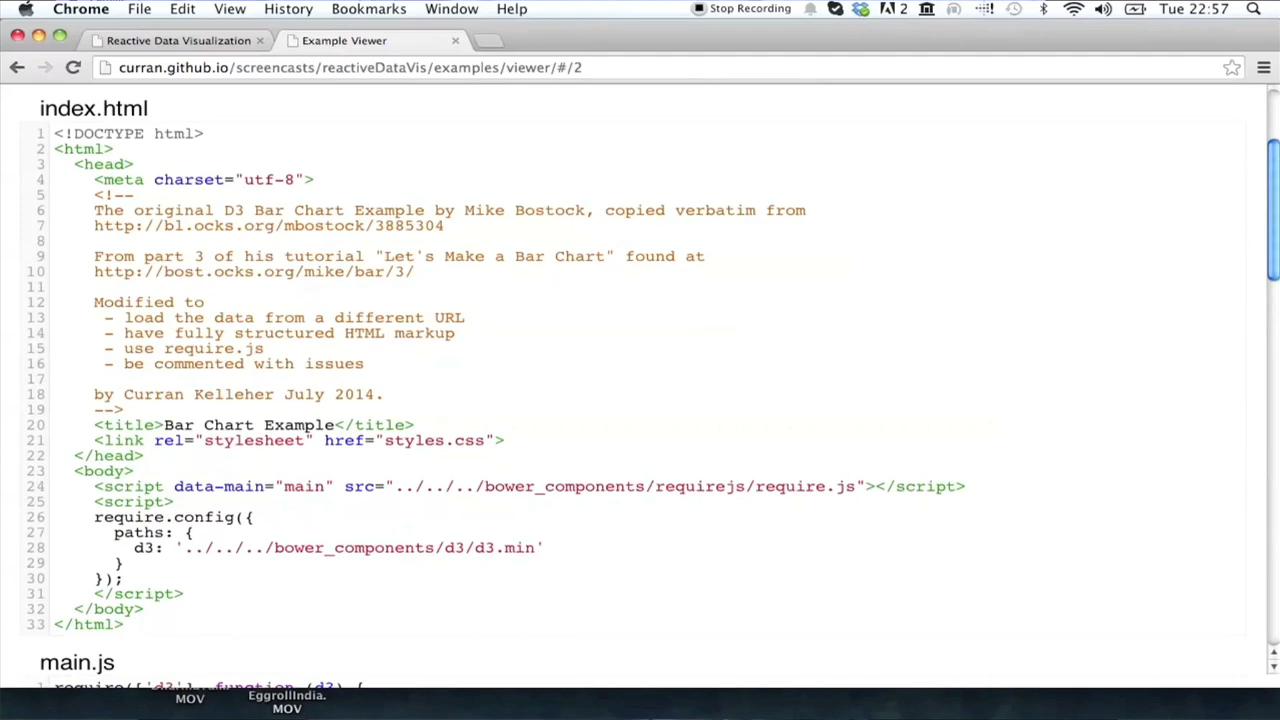 Chrome File Edit View History Bookmarks Window Help Stop Recording 2 Tue 22:57
Reactive Data Visualization Example Viewer
curran.github.io/screencasts/reactiveDataVis/examples/viewer/#/2
index.html
1 <!DOCTYPE html>
2 <html>
3 <head>
4 <meta charset="utf-8">
5 <!--
6 The original D3 Bar Chart Example by Mike Bostock, copied verbatim from
7 http://bl.ocks.org/mbostock/3885304
8
9 From part 3 of his tutorial "Let's Make a Bar Chart" found at
10 http://bost.ocks.org/mike/bar/3/
11
12 Modified to
13 - load the data from a different URL
14 - have fully structured HTML markup
15 - use require.js
16 - be commented with issues
17
18 by Curran Kelleher July 2014.
19 -->
20 <title>Bar Chart Example</title>
21 <link rel="stylesheet" href="styles.css">
22 </head>
23 <body>
24 <script data-main="main" src="../../../bower_components/requirejs/require.js"></script>
25 <script>
26 require.config({
27 paths: {
28 d3: '../../../bower_components/d3/d3.min'
29 }
30 });
31 </script>
32 </body>
33 </html>
main.js
1 require(['d3'], function (d3) {
MOV
EggrollIndia.
MOV